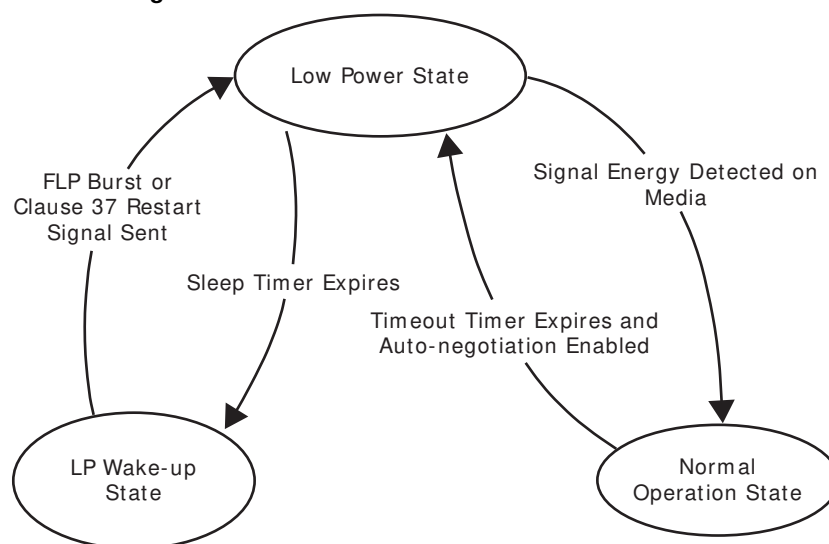 Low Power State
FLP Burst or
Clause 37 Restart
Signal Sent
Signal Energy Detected on
Media
Sleep Timer Expires
Timeout Timer Expires and
Auto-negotiation Enabled
LP Wake-up
State
Normal
Operation State